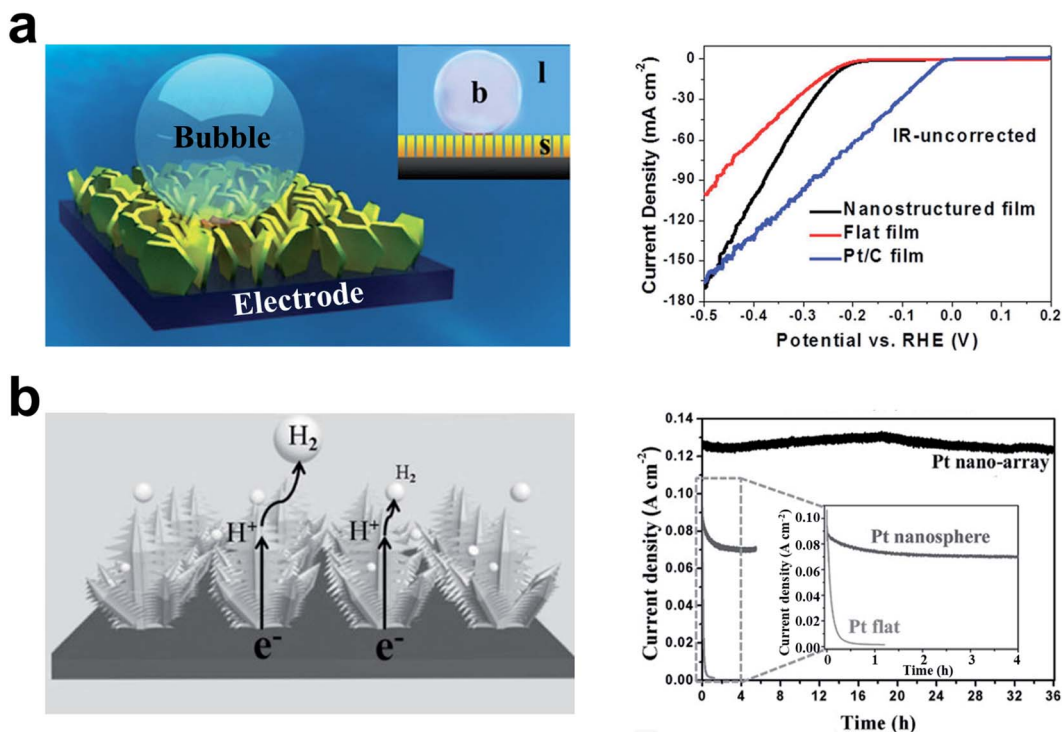 a
Bubble
Electrode
b
l
s
Current Density (mA cm⁻²)
0
-30
-60
-90
-120
-150
-180
IR-uncorrected
Nanostructured film
Flat film
Pt/C film
-0.5 -0.4 -0.3 -0.2 -0.1 0.0 0.1 0.2
Potential vs. RHE (V)
b
H₂
H₂
H⁺
H⁺
e⁻
e⁻
Current density (A cm⁻²)
0.14
0.12
0.10
0.08
0.06
0.04
0.02
0.00
Pt nano-array
Current density (A cm⁻²)
0.10
0.08
0.06
0.04
0.02
0.00
Pt nanosphere
Pt flat
0 1 2 3 4
Time (h)
0 4 8 12 16 20 24 28 32 36
Time (h)